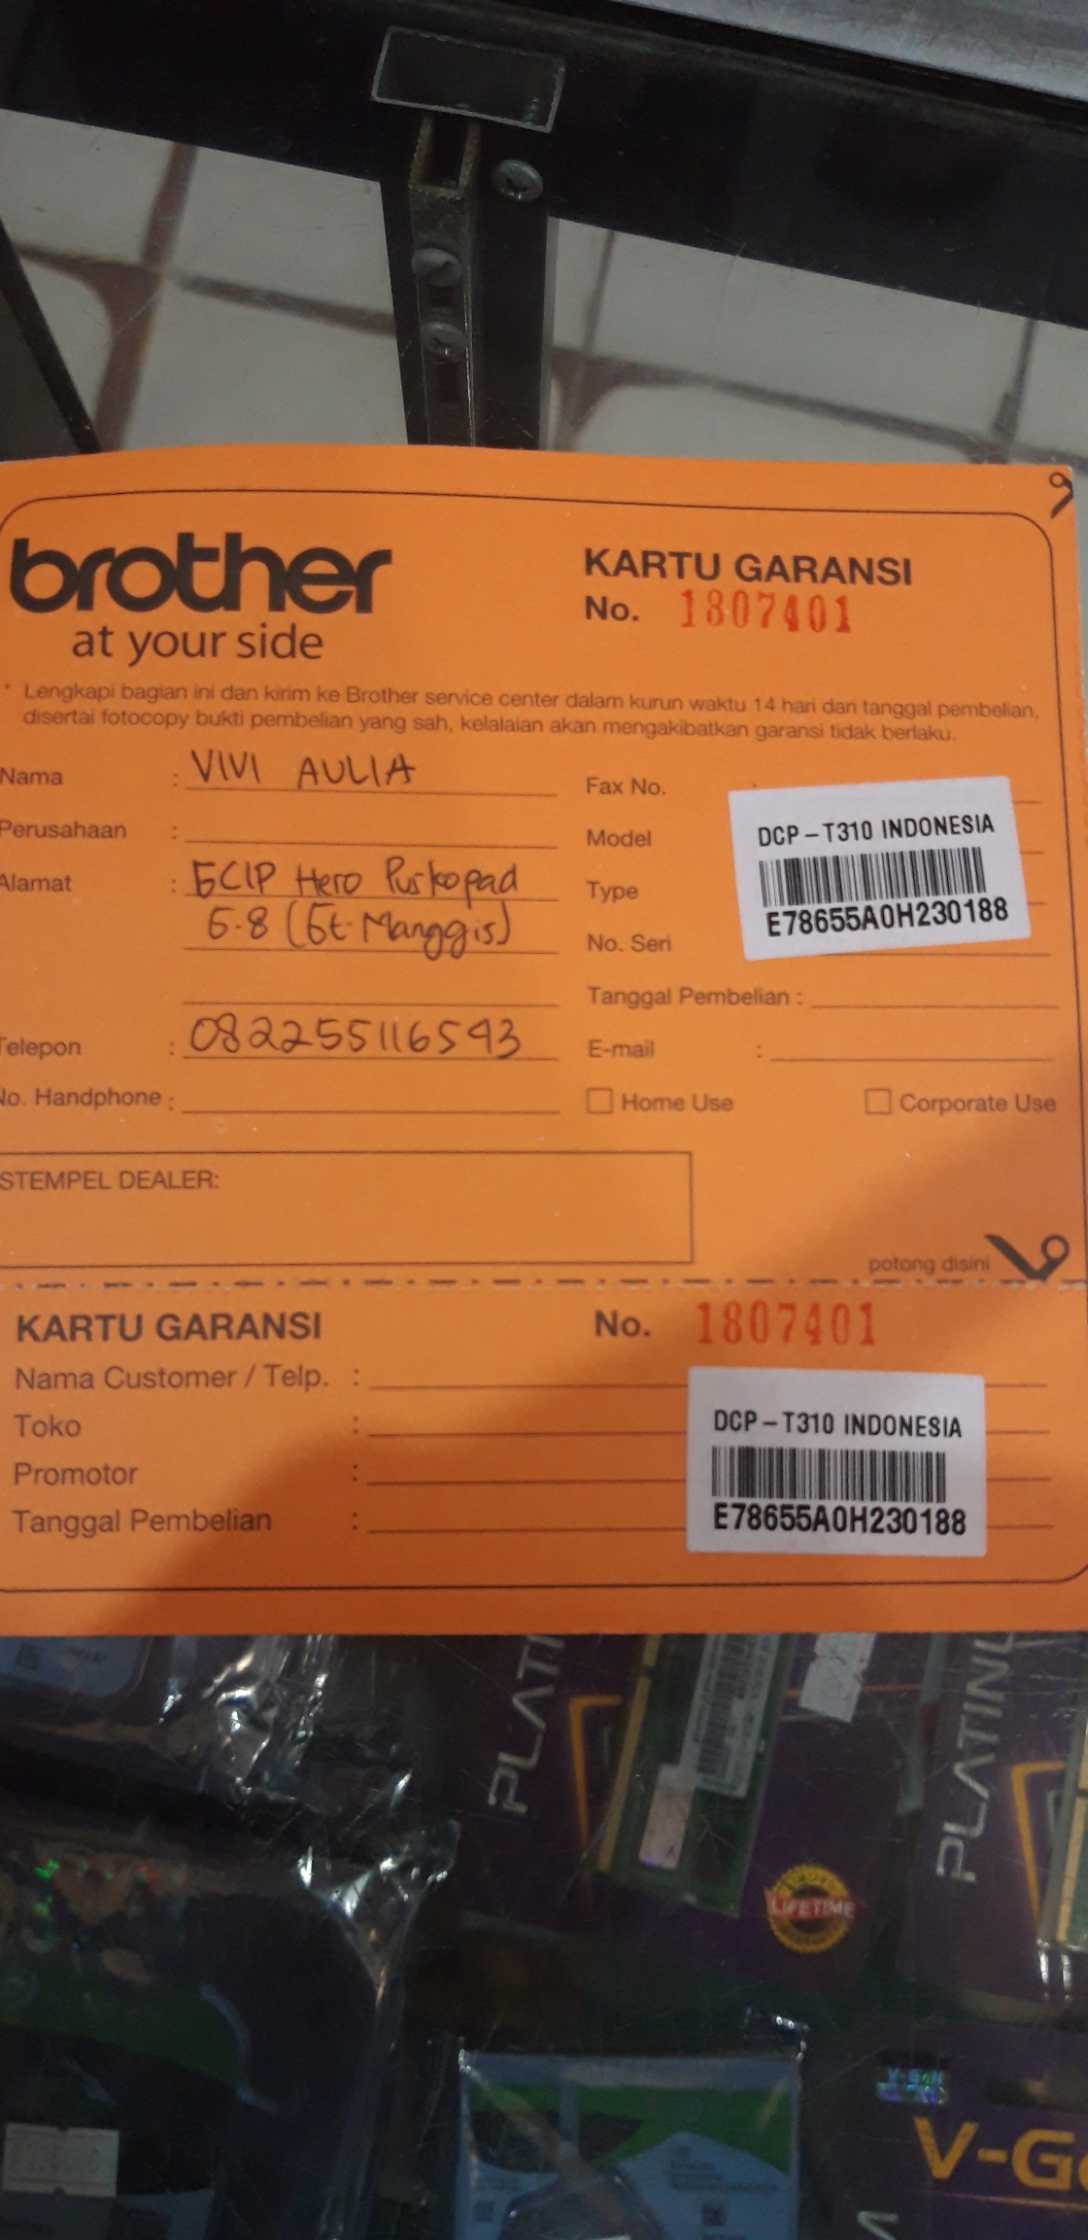 brother
at your side
KARTU GARANSI
No. 1807401
* Lengkapi bagian ini dan kirim ke Brother service center dalam kurun waktu 14 hari dari tanggal pembelian,
disertai fotocopy bukti pembelian yang sah, kelalaian akan mengakibatkan garansi tidak berlaku.
Nama : VIVI AULIA
Perusahaan :
Alamat : ECIP Hero Puskopad
6.8 (Gt. Manggis)
Telepon : 082255116543
No. Handphone :
Fax No. :
Model
Type
No. Seri
DCP-T310 INDONESIA
E78655A0H230188
Tanggal Pembelian :
E-mail :
Home Use
Corporate Use
STEMPEL DEALER:
potong disini
KARTU GARANSI
No. 1807401
Nama Customer / Telp. :
Toko :
Promotor :
Tanggal Pembelian :
DCP-T310 INDONESIA
E78655A0H230188
PLATI
PLATINU
LIFETIME
V-GeN
V-Ge